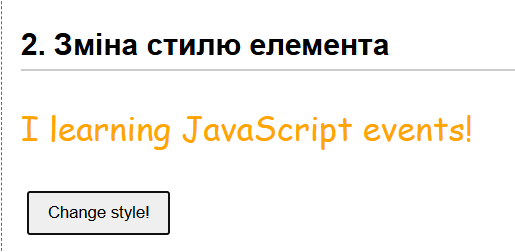 2. Зміна стилю елемента
I learning JavaScript events!
Change style!